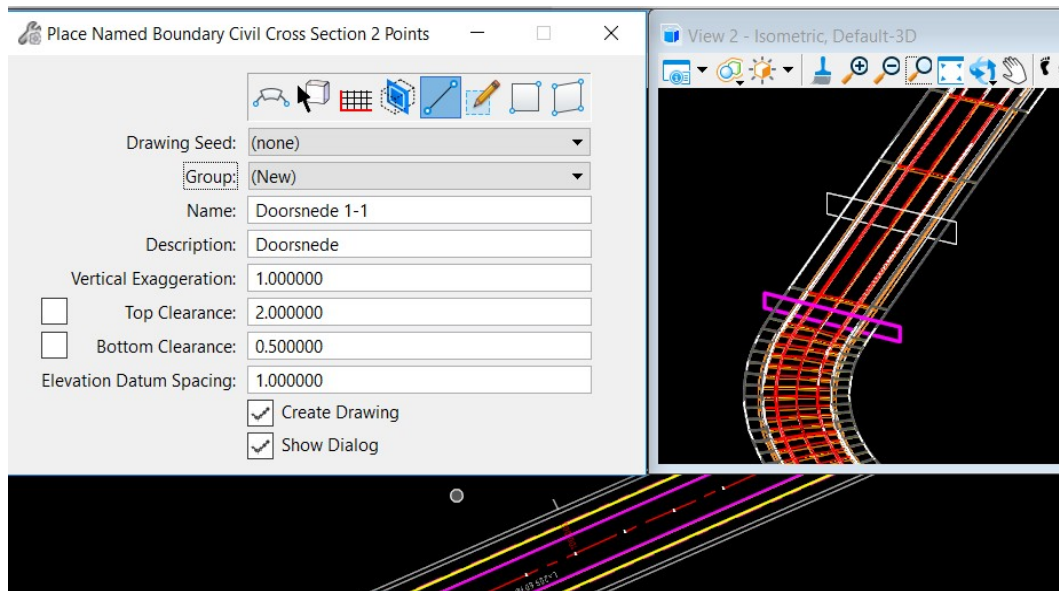 Place Named Boundary Civil Cross Section 2 Points
View 2 - Isometric, Default-3D
Drawing Seed: (none)
Group: (New)
Name: Doorsnede 1-1
Description: Doorsnede
Vertical Exaggeration: 1.000000
Top Clearance: 2.000000
Bottom Clearance: 0.500000
Elevation Datum Spacing: 1.000000
Create Drawing
Show Dialog